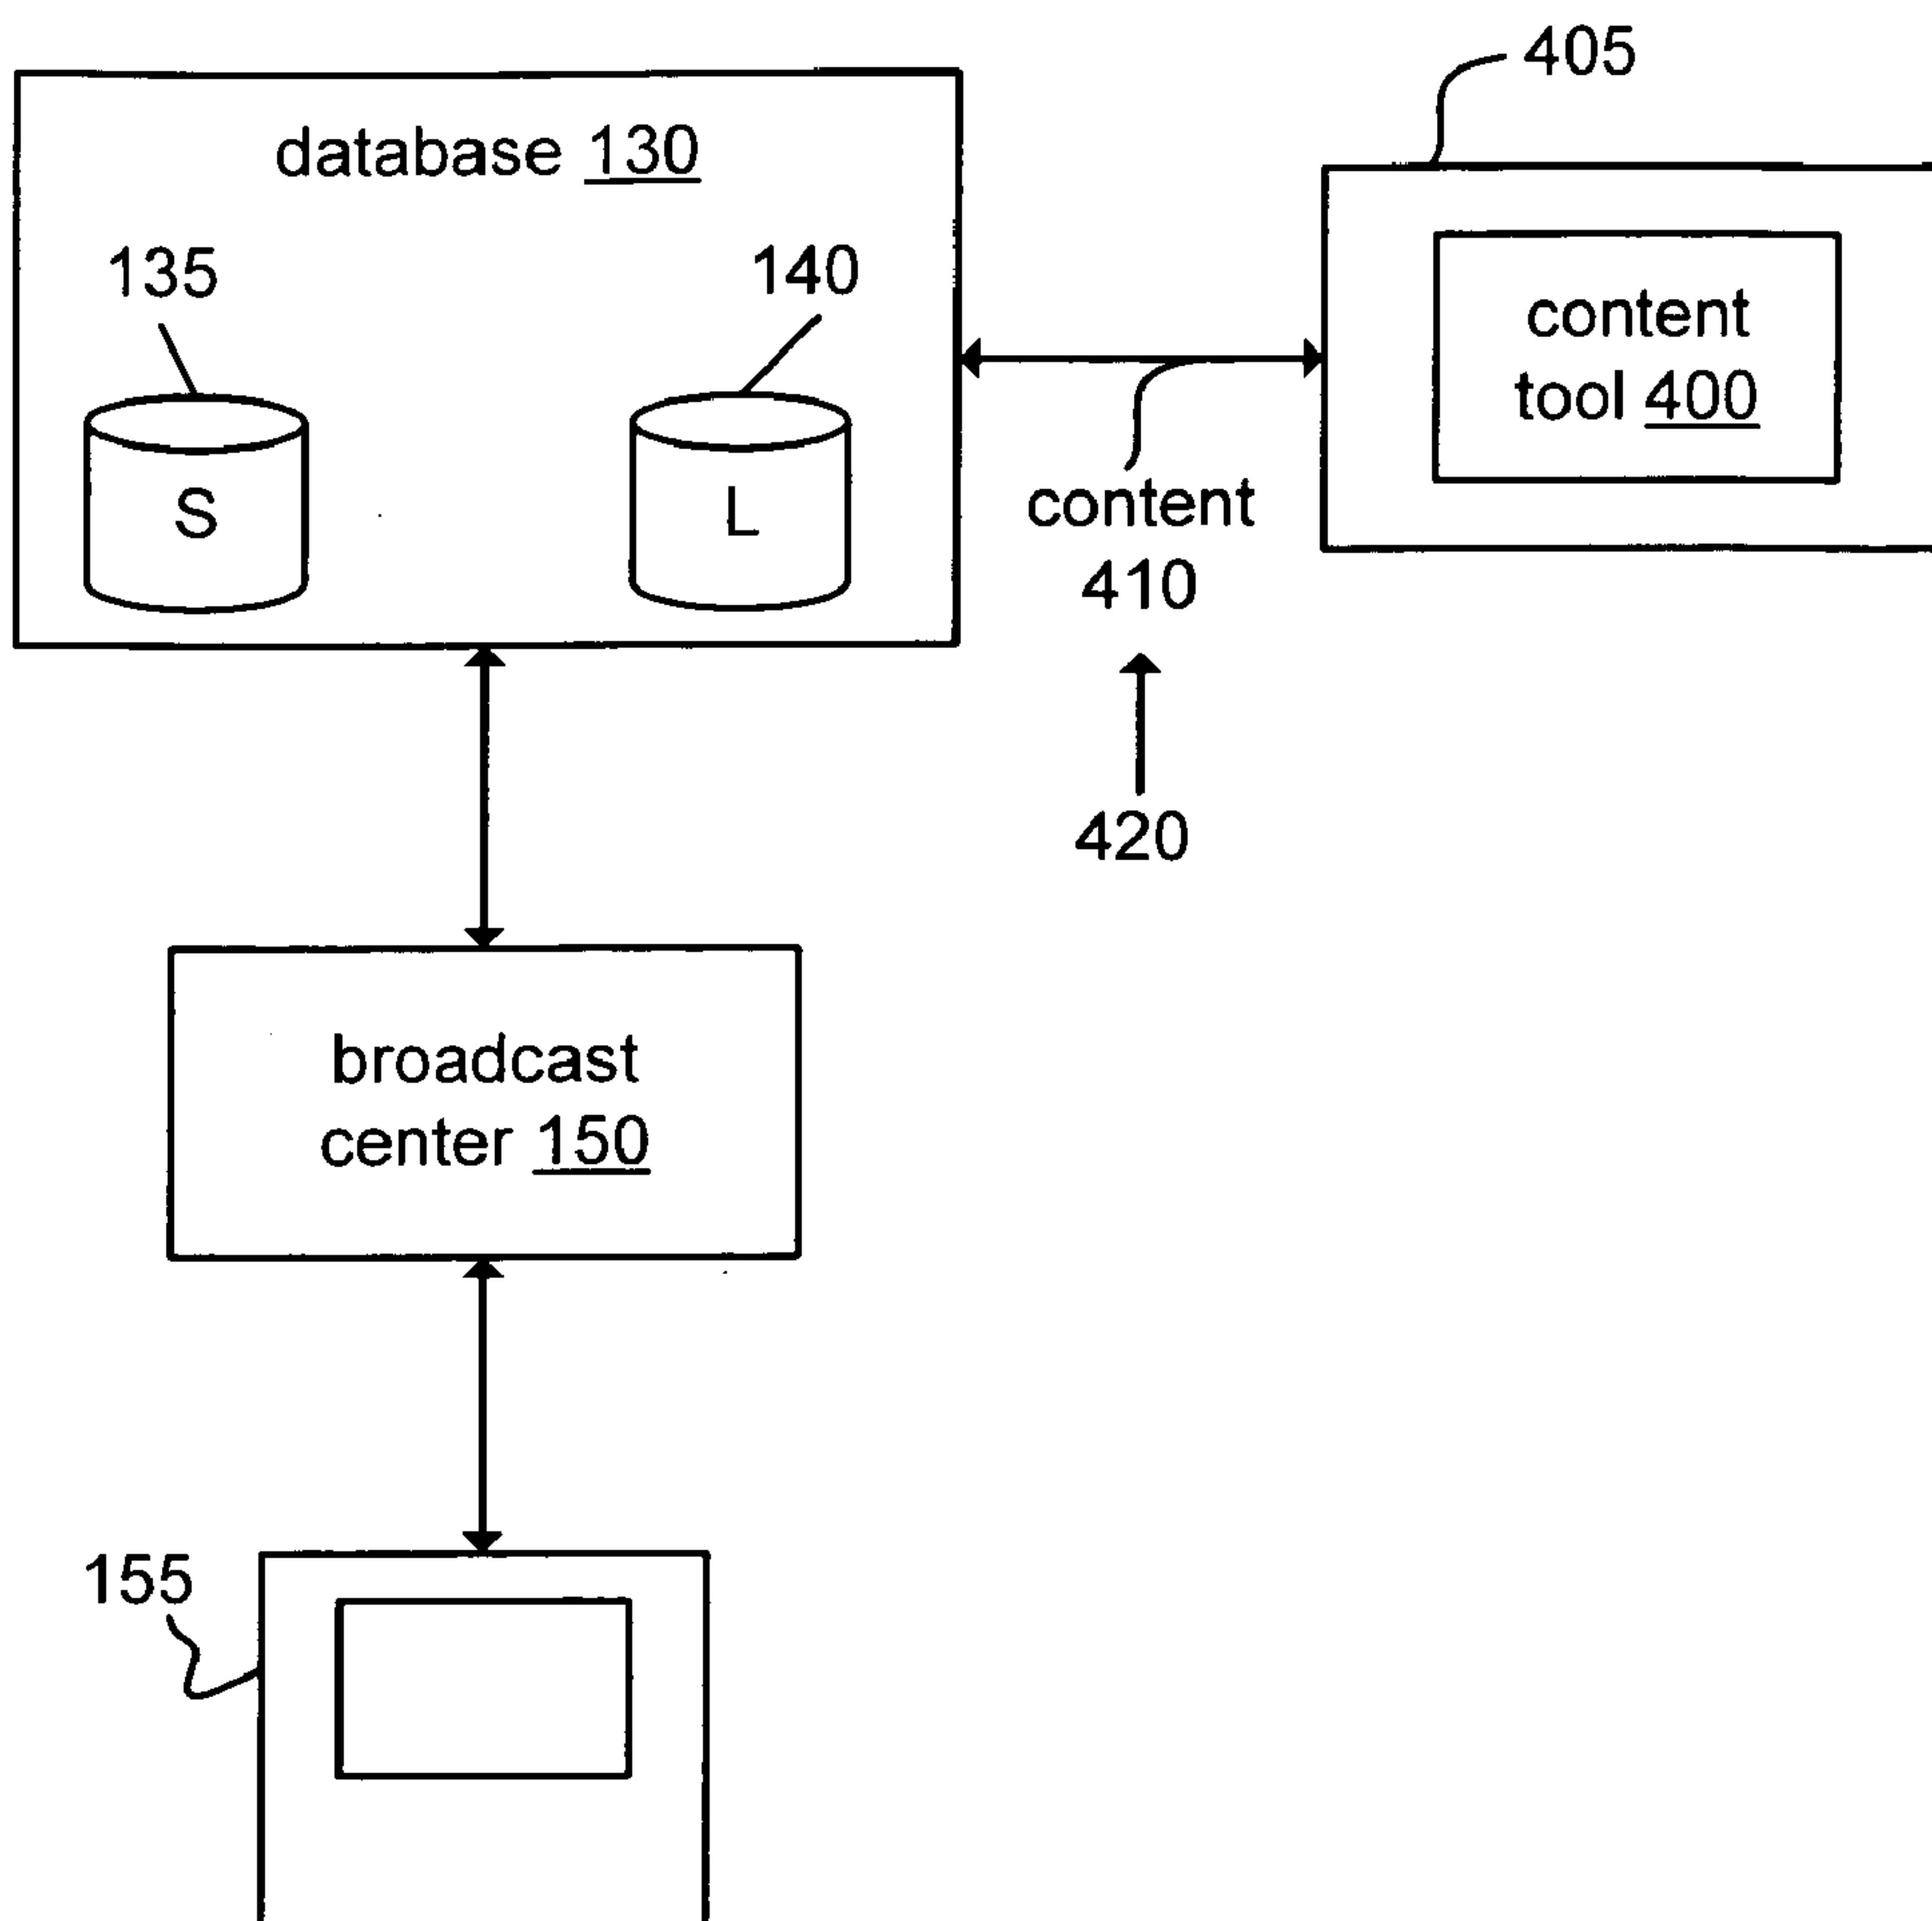 405
database 130
135
140
content
tool 400
S
L
content
410
420
broadcast
center 150
155